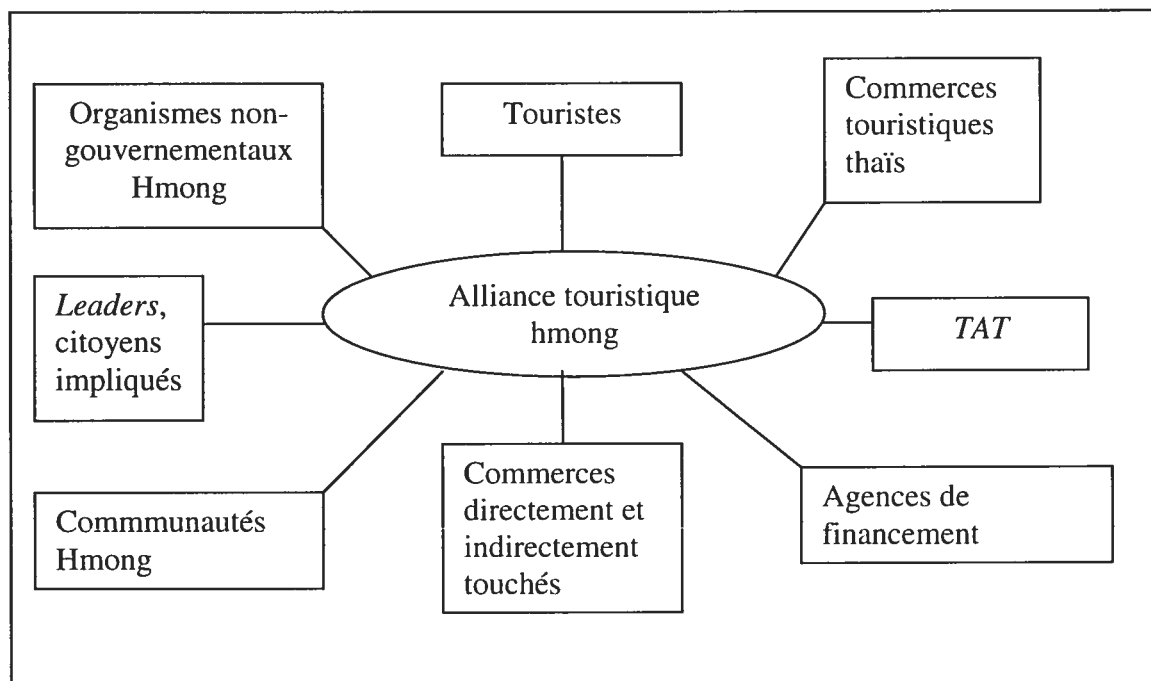 Organismes non-
gouvernementaux
Hmong
Touristes
Commerces
touristiques
thaïs
Leaders,
citoyens
impliqués
Alliance touristique
hmong
TAT
Commmunautés
Hmong
Commerces
directement et
indirectement
touchés
Agences de
financement